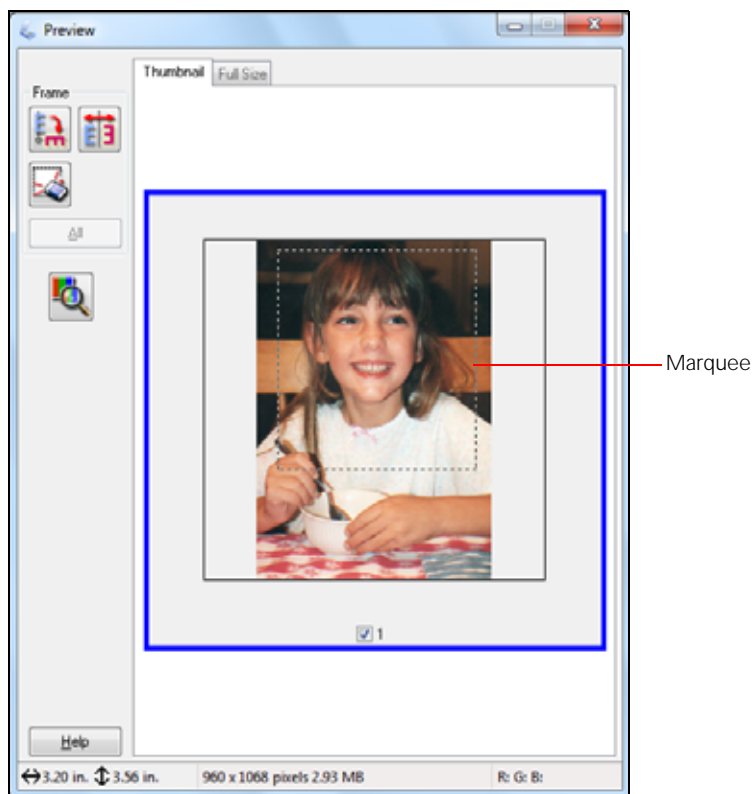 Preview
Thumbnail Full Size
Frame
All
Marquee
1
Help
3.20 in. 3.56 in. 960 x 1068 pixels 2.93 MB R: G: B: